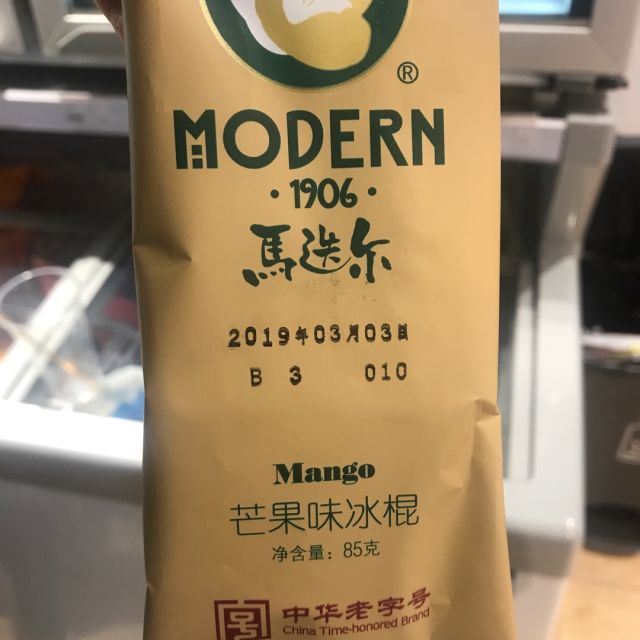 ®
MODERN
·1906·
馬迭尔
2019年03月03日
B 3 010
Mango
芒果味冰棍
净含量：85克
中华老字号
China Time-honored Brand